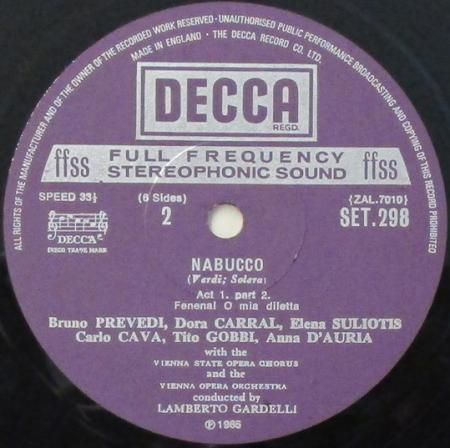 ALL RIGHTS OF THE MANUFACTURER AND OF THE OWNER OF THE RECORDED WORK RESERVED · UNAUTHORISED PUBLIC PERFORMANCE BROADCASTING AND COPYING OF THIS RECORD PROHIBITED
MADE IN ENGLAND · THE DECCA RECORD CO. LTD.
DECCA
REGD.
ffss FULL FREQUENCY STEREOPHONIC SOUND ffss
SPEED 33⅓ (6 Sides) (ZAL.7010)
2 SET.298
DECCA
NABUCCO
(Verdi; Solera)
Act 1. part 2.
Fenena! O mia diletta
Bruno PREVEDI, Dora CARRAL, Elena SULIOTIS
Carlo CAVA, Tito GOBBI, Anna D'AURIA
with the
VIENNA STATE OPERA CHORUS
and the
VIENNA OPERA ORCHESTRA
conducted by
LAMBERTO GARDELLI
℗ 1965